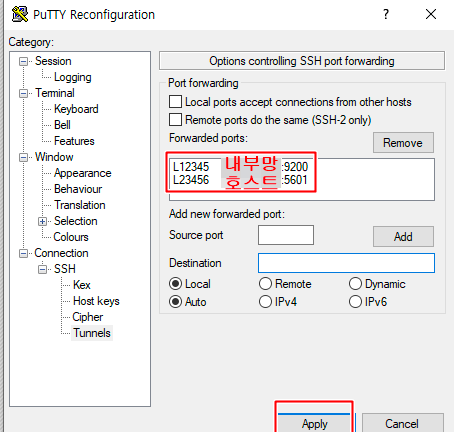 PuTTY Reconfiguration
?
Category:
Session
Logging
Terminal
Keyboard
Bell
Features
Window
Appearance
Behaviour
Translation
Selection
Colours
Connection
SSH
Kex
Host keys
Cipher
Tunnels
Options controlling SSH port forwarding
Port forwarding
Local ports accept connections from other hosts
Remote ports do the same (SSH-2 only)
Forwarded ports:
Remove
L12345 내부망 :9200
L23456 호스트 :5601
Add new forwarded port:
Source port
Add
Destination
Local Remote Dynamic
Auto IPv4 IPv6
Apply Cancel